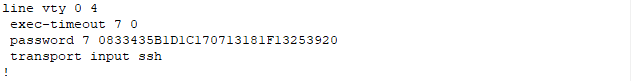 line vty 0 4
exec-timeout 7 0
password 7 0833435B1D1C170713181F13253920
transport input ssh
!